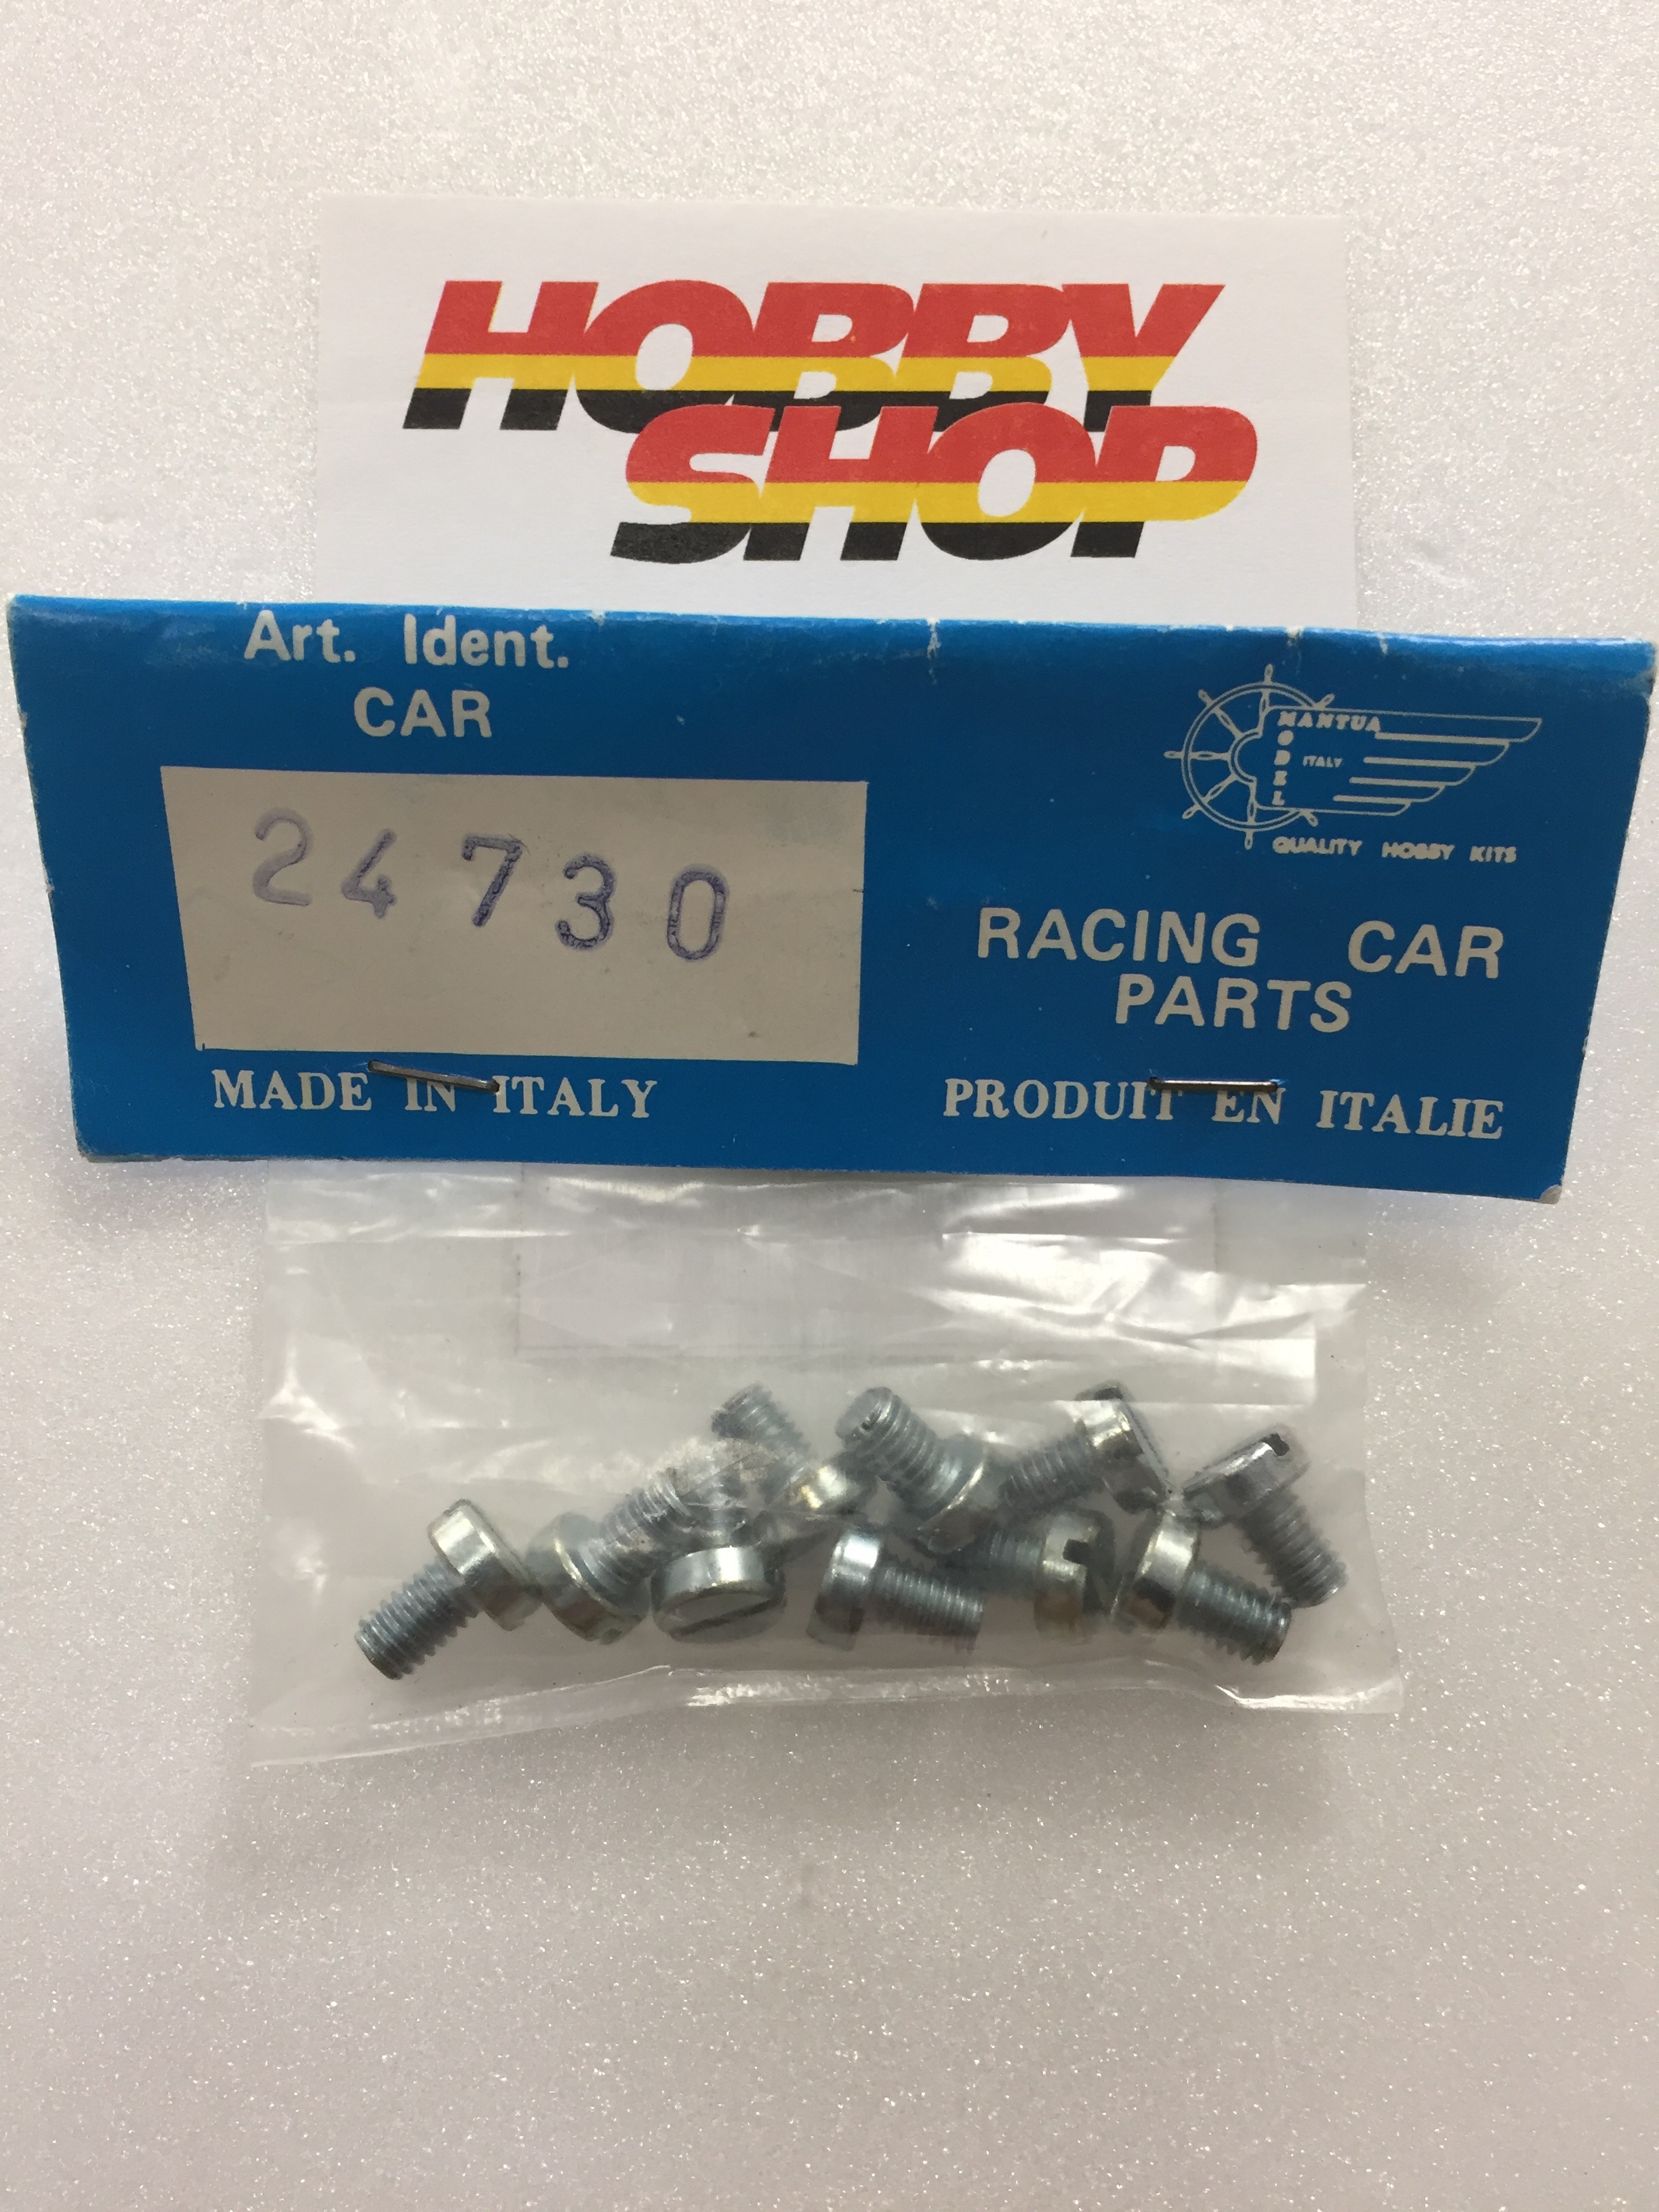 HOBBY
SHOP
Art. Ident.
CAR
24730
MADE IN ITALY
MANTUA
MODEL
ITALY
QUALITY HOBBY KITS
RACING CAR
PARTS
PRODUIT EN ITALIE